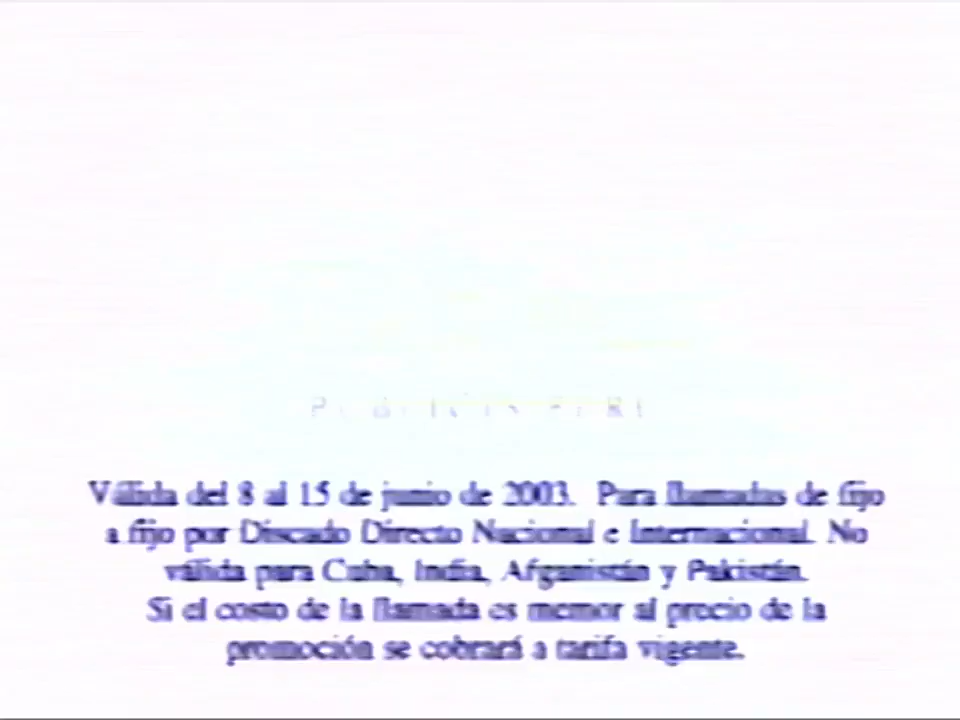 Válida del 8 al 15 de junio de 2003. Para llamadas de fijo
a fijo por Discado Directo Nacional e Internacional. No
válida para Cuba, India, Afganistán y Pakistán.
Si el costo de la llamada es menor al precio de la
promoción se cobrará a tarifa vigente.